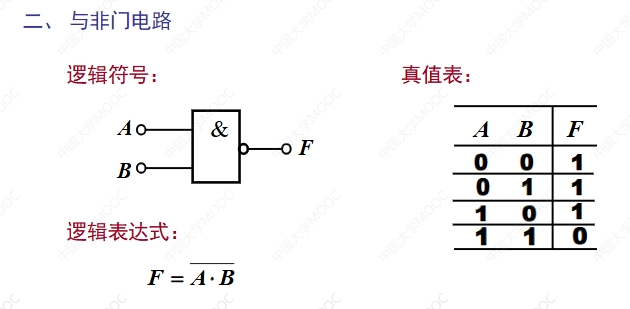 二、 与非门电路
逻辑符号：
真值表：
A
&
F
B
A B F
0 0 1
0 1 1
1 0 1
1 1 0
逻辑表达式：
F = \overline{A · B}
中国大学MOOC